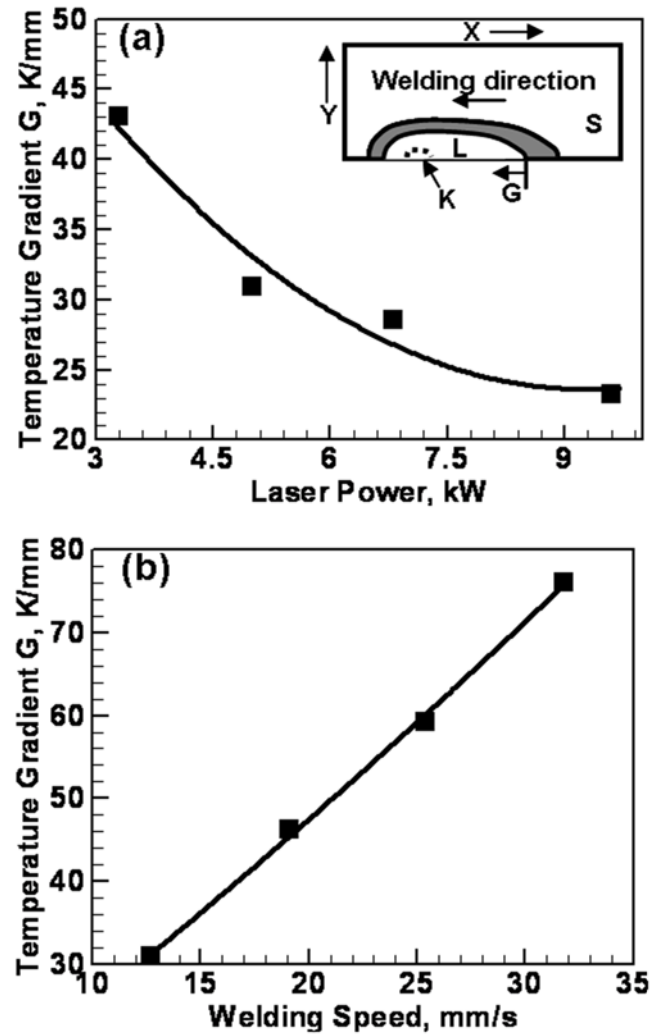 (a)
X
Welding direction
Y
S
L
K
G
Temperature Gradient G, K/mm
50
45
40
35
30
25
20
3
4.5
6
7.5
9
Laser Power, kW
(b)
Temperature Gradient G, K/mm
80
70
60
50
40
30
10
15
20
25
30
35
Welding Speed, mm/s